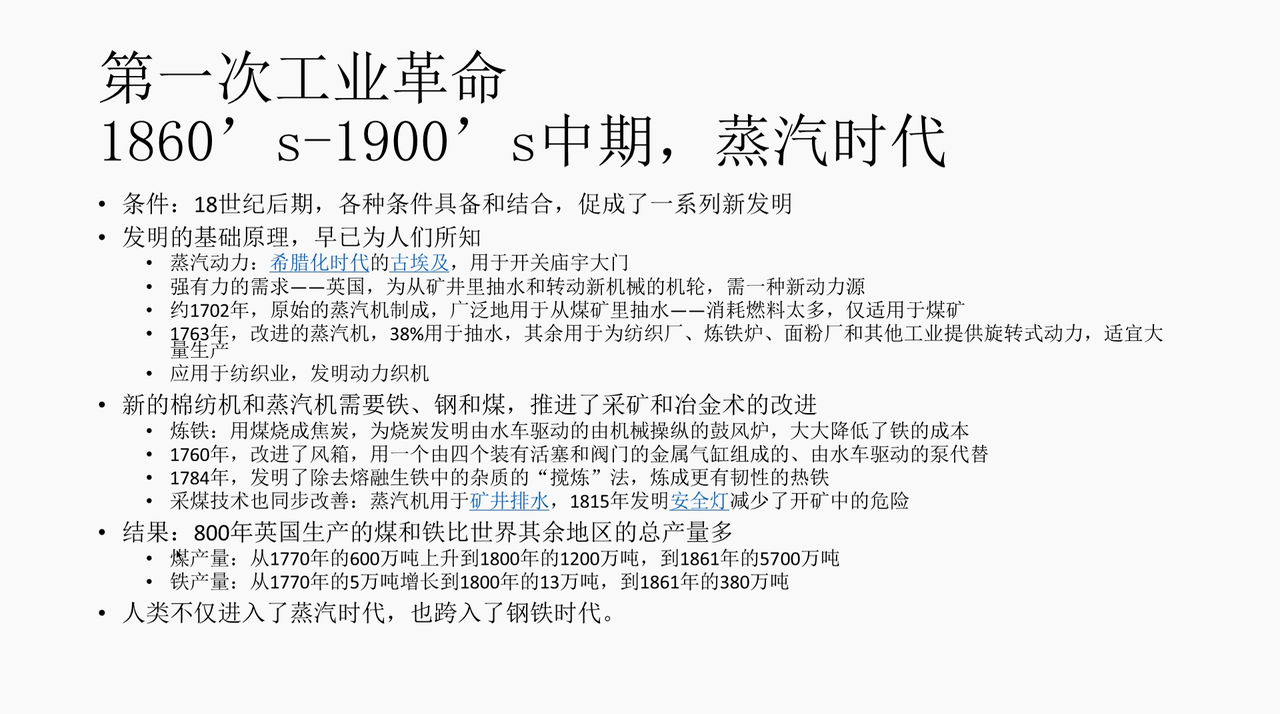 第一次工业革命
1860’s-1900’s中期，蒸汽时代
• 条件：18世纪后期，各种条件具备和结合，促成了一系列新发明
• 发明的基础原理，早已为人们所知
• 蒸汽动力：希腊化时代的古埃及，用于开关庙宇大门
• 强有力的需求——英国，为从矿井里抽水和转动新机械的机轮，需一种新动力源
• 约1702年，原始的蒸汽机制成，广泛地用于从煤矿里抽水——消耗燃料太多，仅适用于煤矿
• 1763年，改进的蒸汽机，38%用于抽水，其余用于为纺织厂、炼铁炉、面粉厂和其他工业提供旋转式动力，适宜大
量生产
• 应用于纺织业，发明动力织机
• 新的棉纺机和蒸汽机需要铁、钢和煤，推进了采矿和冶金术的改进
• 炼铁：用煤烧成焦炭，为烧炭发明由水车驱动的由机械操纵的鼓风炉，大大降低了铁的成本
• 1760年，改进了风箱，用一个由四个装有活塞和阀门的金属气缸组成的、由水车驱动的泵代替
• 1784年，发明了除去熔融生铁中的杂质的“搅炼”法，炼成更有韧性的热铁
• 采煤技术也同步改善：蒸汽机用于矿井排水，1815年发明安全灯减少了开矿中的危险
• 结果：800年英国生产的煤和铁比世界其余地区的总产量多
• 煤产量：从1770年的600万吨上升到1800年的1200万吨，到1861年的5700万吨
• 铁产量：从1770年的5万吨增长到1800年的13万吨，到1861年的380万吨
• 人类不仅进入了蒸汽时代，也跨入了钢铁时代。